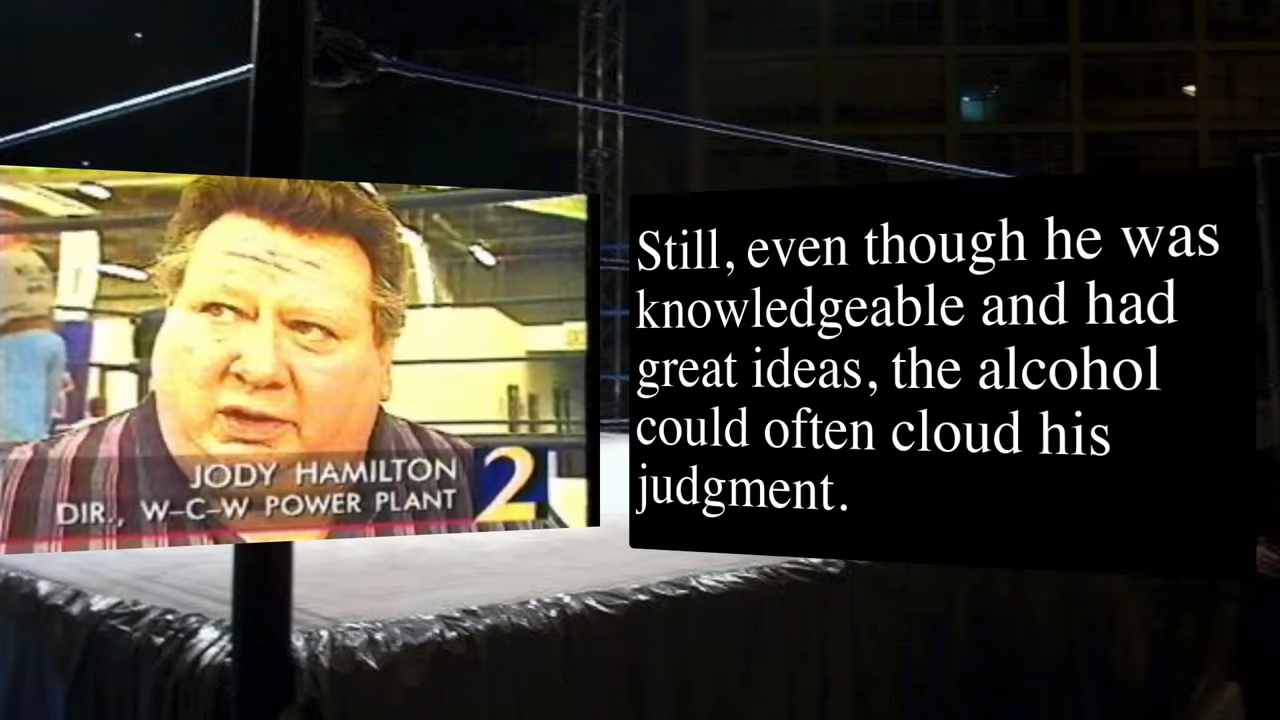 JODY HAMILTON
DIR., W-C-W POWER PLANT
2
Still, even though he was
knowledgeable and had
great ideas, the alcohol
could often cloud his
judgment.